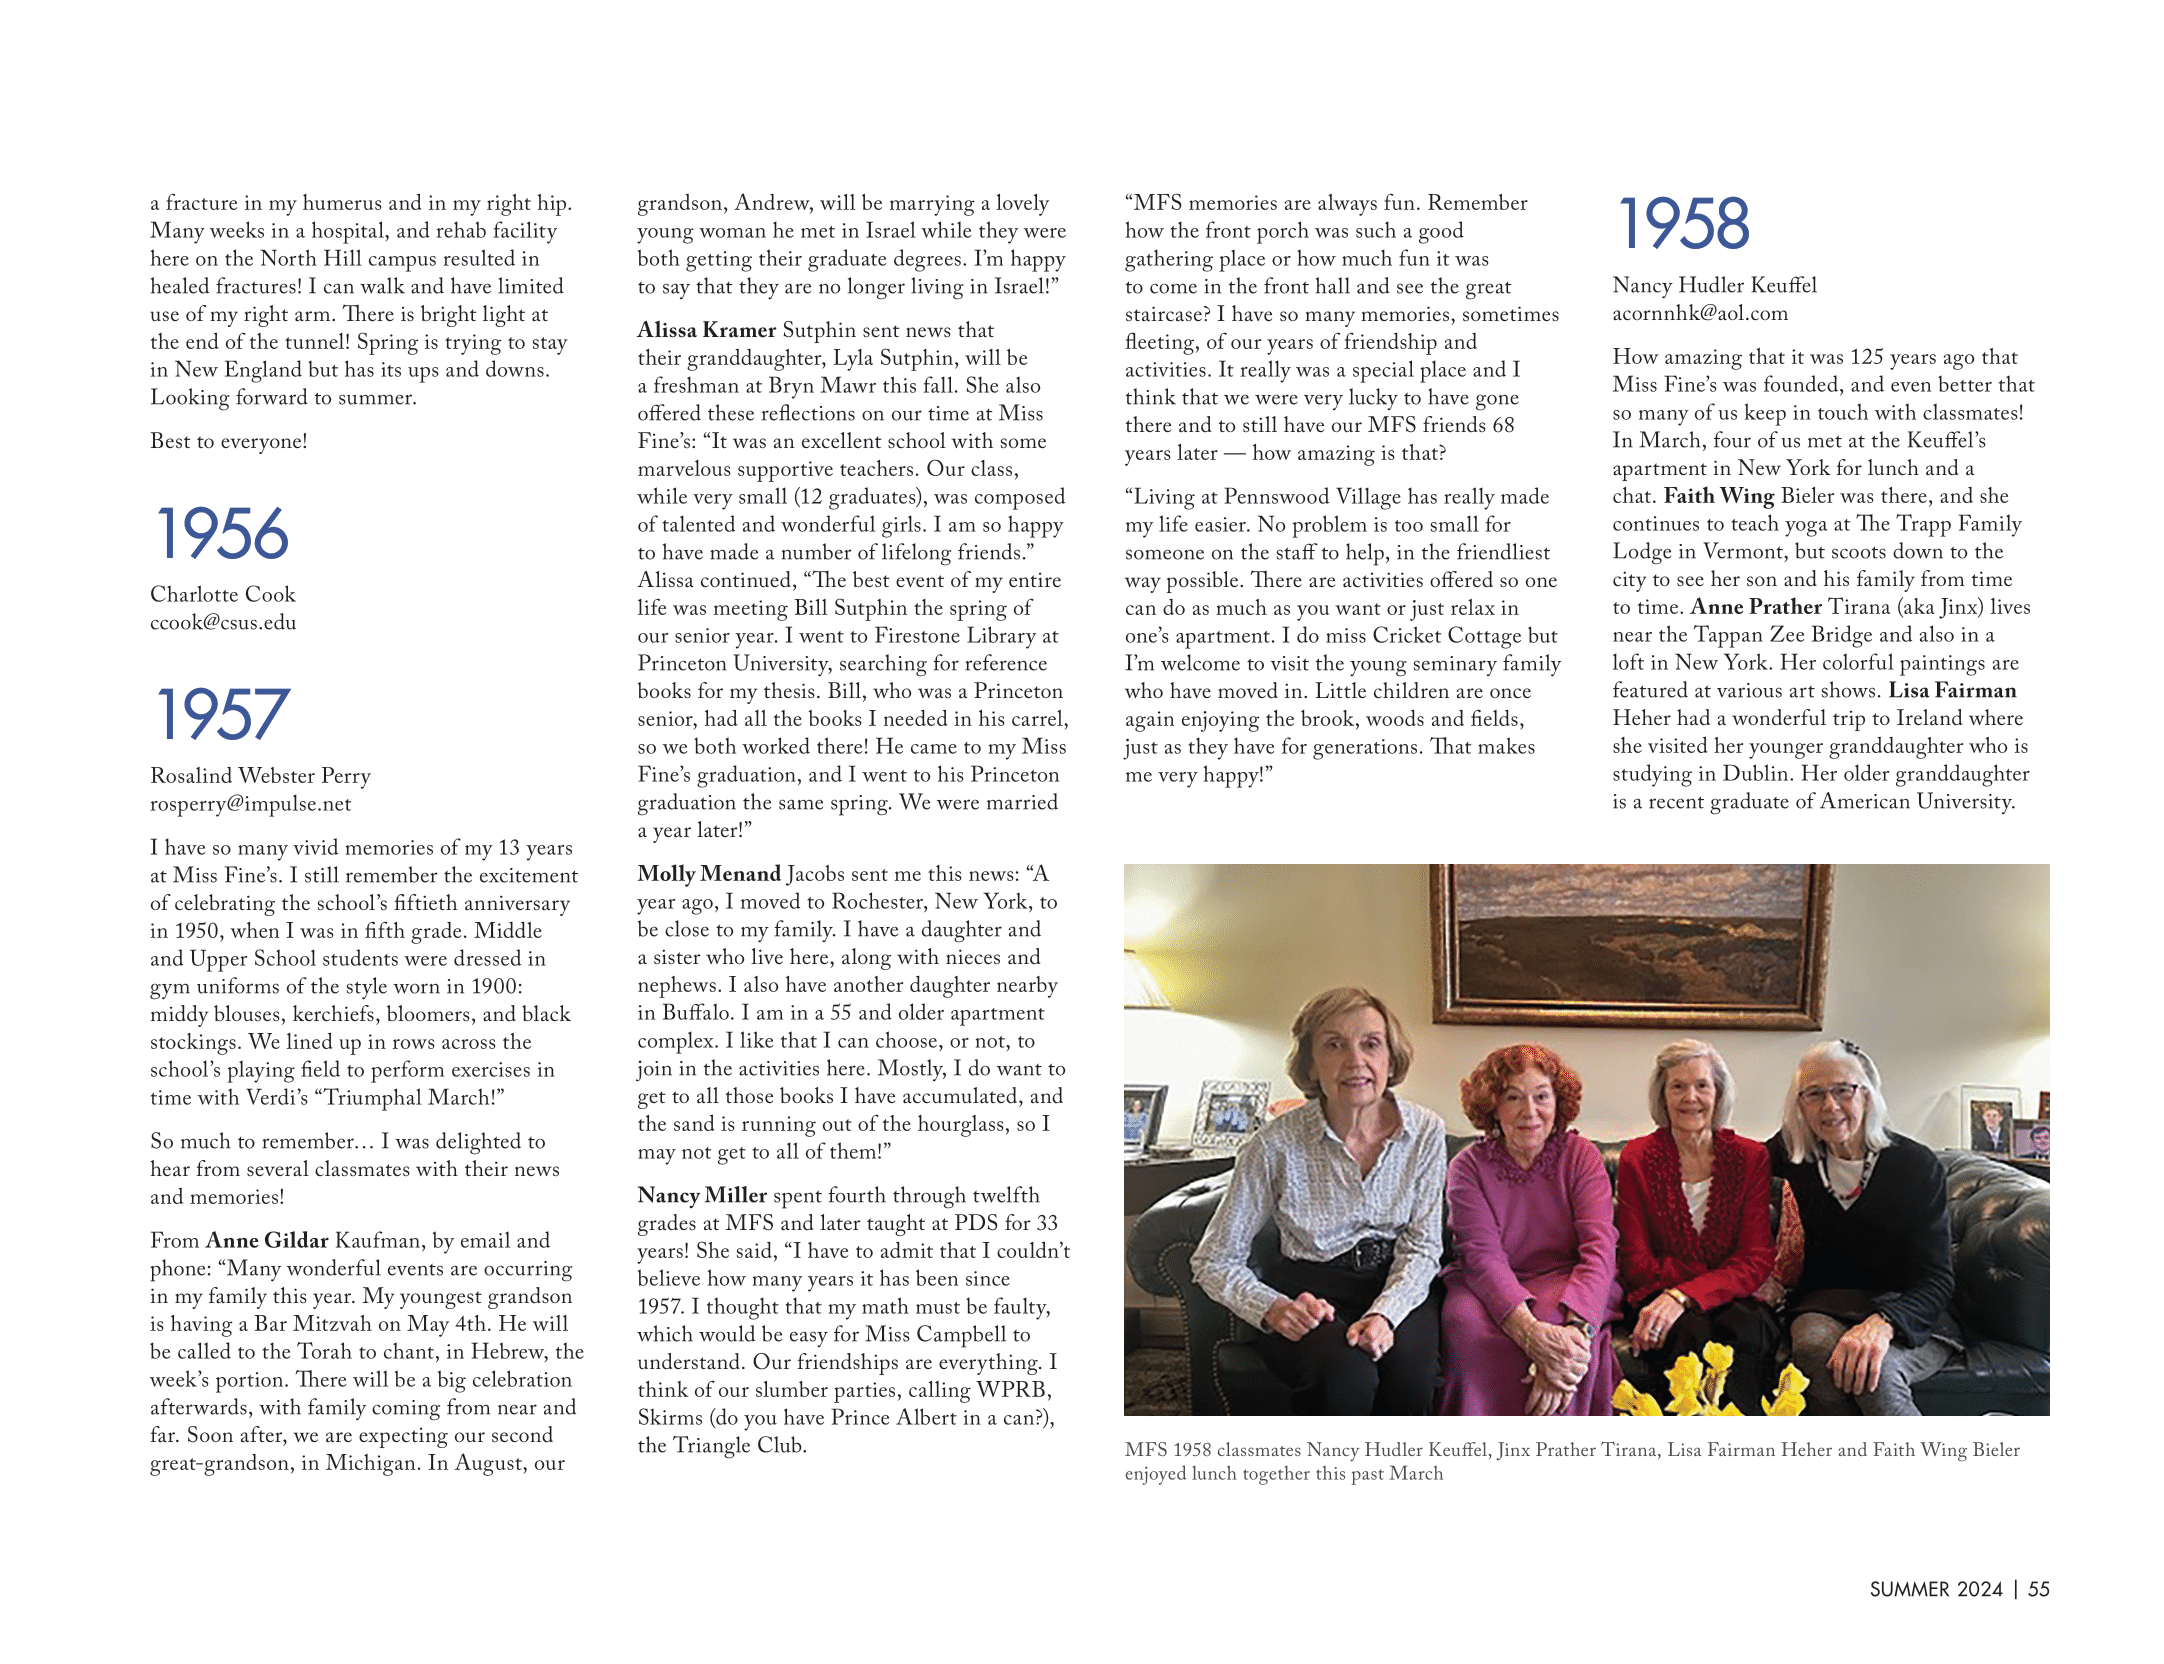 a fracture in my humerus and in my right hip.
Many weeks in a hospital, and rehab facility
here on the North Hill campus resulted in
healed fractures! I can walk and have limited
use of my right arm. There is bright light at
the end of the tunnel! Spring is trying to stay
in New England but has its ups and downs.
Looking forward to summer.
Best to everyone!
1956
Charlotte Cook
ccook@csus.edu
1957
Rosalind Webster Perry
rosperry@impulse.net
I have so many vivid memories of my 13 years
at Miss Fine’s. I still remember the excitement
of celebrating the school’s fiftieth anniversary
in 1950, when I was in fifth grade. Middle
and Upper School students were dressed in
gym uniforms of the style worn in 1900:
middy blouses, kerchiefs, bloomers, and black
stockings. We lined up in rows across the
school’s playing field to perform exercises in
time with Verdi’s “Triumphal March!”
So much to remember… I was delighted to
hear from several classmates with their news
and memories!
From Anne Gildar Kaufman, by email and
phone: “Many wonderful events are occurring
in my family this year. My youngest grandson
is having a Bar Mitzvah on May 4th. He will
be called to the Torah to chant, in Hebrew, the
week’s portion. There will be a big celebration
afterwards, with family coming from near and
far. Soon after, we are expecting our second
great-grandson, in Michigan. In August, our
grandson, Andrew, will be marrying a lovely
young woman he met in Israel while they were
both getting their graduate degrees. I’m happy
to say that they are no longer living in Israel!”
Alissa Kramer Sutphin sent news that
their granddaughter, Lyla Sutphin, will be
a freshman at Bryn Mawr this fall. She also
offered these reflections on our time at Miss
Fine’s: “It was an excellent school with some
marvelous supportive teachers. Our class,
while very small (12 graduates), was composed
of talented and wonderful girls. I am so happy
to have made a number of lifelong friends.”
Alissa continued, “The best event of my entire
life was meeting Bill Sutphin the spring of
our senior year. I went to Firestone Library at
Princeton University, searching for reference
books for my thesis. Bill, who was a Princeton
senior, had all the books I needed in his carrel,
so we both worked there! He came to my Miss
Fine’s graduation, and I went to his Princeton
graduation the same spring. We were married
a year later!”
Molly Menand Jacobs sent me this news: “A
year ago, I moved to Rochester, New York, to
be close to my family. I have a daughter and
a sister who live here, along with nieces and
nephews. I also have another daughter nearby
in Buffalo. I am in a 55 and older apartment
complex. I like that I can choose, or not, to
join in the activities here. Mostly, I do want to
get to all those books I have accumulated, and
the sand is running out of the hourglass, so I
may not get to all of them!”
Nancy Miller spent fourth through twelfth
grades at MFS and later taught at PDS for 33
years! She said, “I have to admit that I couldn’t
believe how many years it has been since
1957. I thought that my math must be faulty,
which would be easy for Miss Campbell to
understand. Our friendships are everything. I
think of our slumber parties, calling WPRB,
Skirms (do you have Prince Albert in a can?),
the Triangle Club.
“MFS memories are always fun. Remember
how the front porch was such a good
gathering place or how much fun it was
to come in the front hall and see the great
staircase? I have so many memories, sometimes
fleeting, of our years of friendship and
activities. It really was a special place and I
think that we were very lucky to have gone
there and to still have our MFS friends 68
years later — how amazing is that?
“Living at Pennswood Village has really made
my life easier. No problem is too small for
someone on the staff to help, in the friendliest
way possible. There are activities offered so one
can do as much as you want or just relax in
one’s apartment. I do miss Cricket Cottage but
I’m welcome to visit the young seminary family
who have moved in. Little children are once
again enjoying the brook, woods and fields,
just as they have for generations. That makes
me very happy!”
1958
Nancy Hudler Keuffel
acornnhk@aol.com
How amazing that it was 125 years ago that
Miss Fine’s was founded, and even better that
so many of us keep in touch with classmates!
In March, four of us met at the Keuffel’s
apartment in New York for lunch and a
chat. Faith Wing Bieler was there, and she
continues to teach yoga at The Trapp Family
Lodge in Vermont, but scoots down to the
city to see her son and his family from time
to time. Anne Prather Tirana (aka Jinx) lives
near the Tappan Zee Bridge and also in a
loft in New York. Her colorful paintings are
featured at various art shows. Lisa Fairman
Heher had a wonderful trip to Ireland where
she visited her younger granddaughter who is
studying in Dublin. Her older granddaughter
is a recent graduate of American University.
MFS 1958 classmates Nancy Hudler Keuffel, Jinx Prather Tirana, Lisa Fairman Heher and Faith Wing Bieler
enjoyed lunch together this past March
SUMMER 2024 | 55